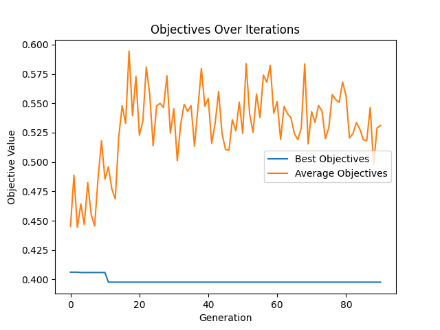 Objectives Over Iterations
Objective Value
0.600
0.575
0.550
0.525
0.500
0.475
0.450
0.425
0.400
Best Objectives
Average Objectives
0 20 40 60 80
Generation